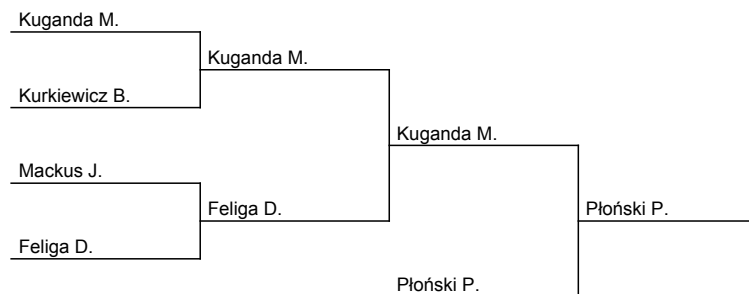 Kuganda M.
Kuganda M.
Kurkiewicz B.
Kuganda M.
Mackus J.
Feliga D.
Płoński P.
Feliga D.
Płoński P.